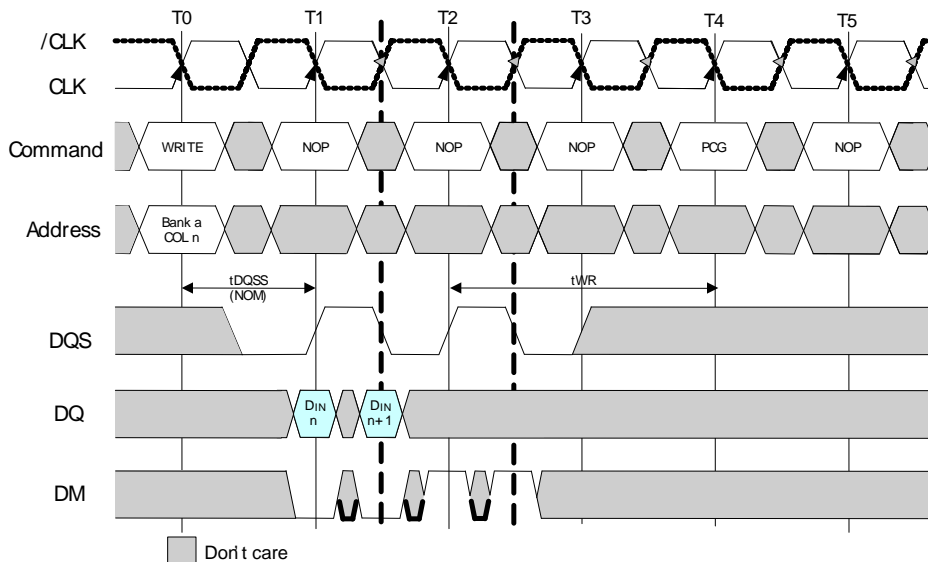 T0 T1 T2 T3 T4 T5
/CLK
CLK
Command WRITE NOP NOP NOP PCG NOP
Address Bank a
COL n
tDQSS
(NOM)
tWR
DQS
DQ DIN
n
DIN
n+1
DM
Don't care